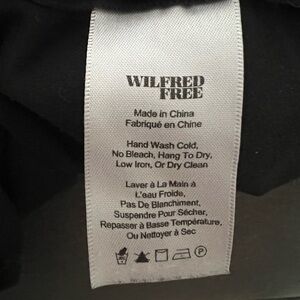 WILFRED
FREE
Made in China
Fabriqué en Chine
Hand Wash Cold,
No Bleach, Hang To Dry,
Low Iron, Or Dry Clean
Laver à La Main à
L'eau Froide,
Pas De Blanchiment,
Suspendre Pour Sécher,
Repasser à Basse Température,
Ou Nettoyer à Sec
P